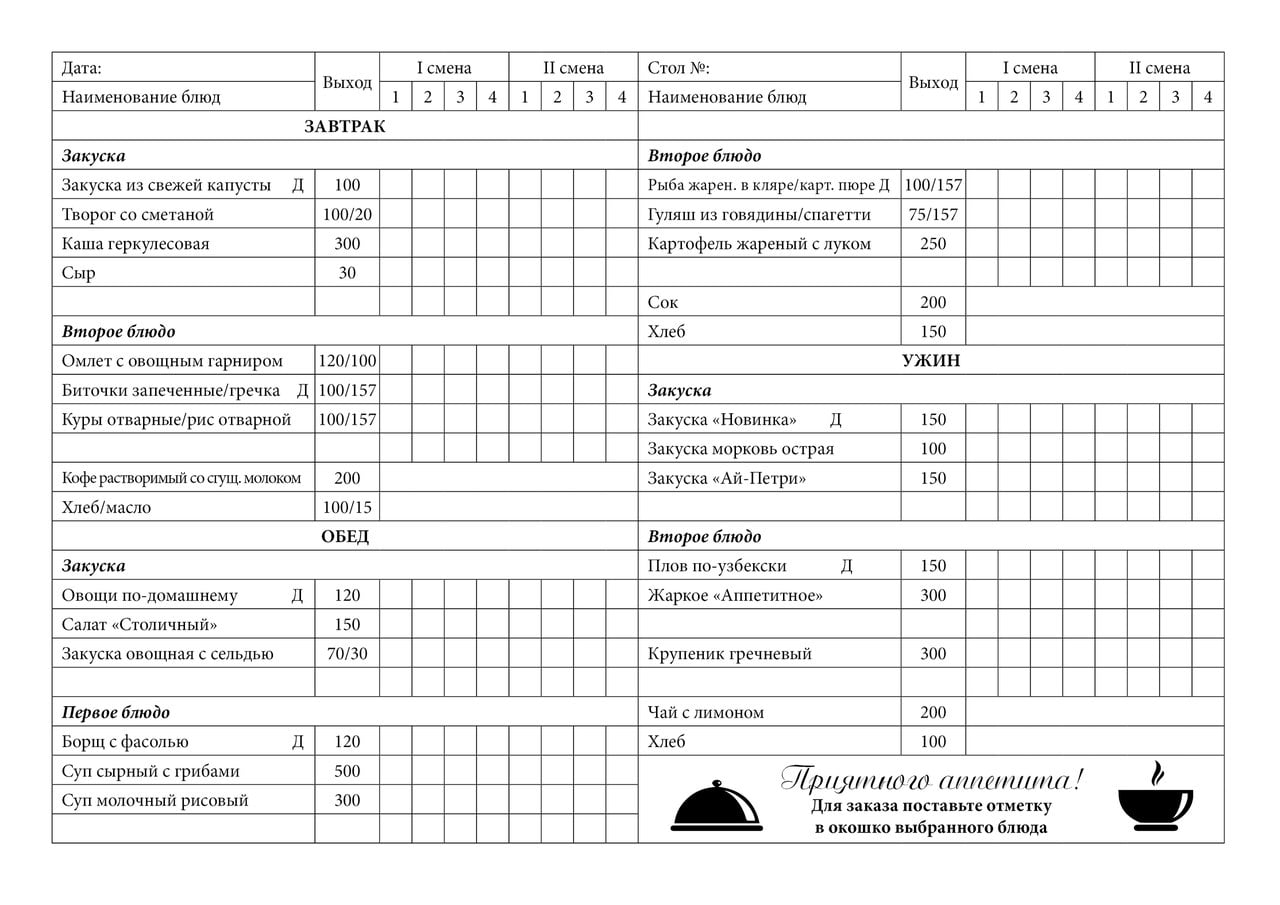 Дата: Выход I смена II смена
Наименование блюд 1 2 3 4 1 2 3 4
ЗАВТРАК
Закуска
Закуска из свежей капусты Д 100
Творог со сметаной 100/20
Каша геркулесовая 300
Сыр 30
Второе блюдо
Омлет с овощным гарниром 120/100
Биточки запеченные/гречка Д 100/157
Куры отварные/рис отварной 100/157
Кофе растворимый со сгущ. молоком 200
Хлеб/масло 100/15
ОБЕД
Закуска
Овощи по-домашнему Д 120
Салат «Столичный» 150
Закуска овощная с сельдью 70/30
Первое блюдо
Борщ с фасолью Д 120
Суп сырный с грибами 500
Суп молочный рисовый 300
Стол №: Выход I смена II смена
Наименование блюд 1 2 3 4 1 2 3 4
Второе блюдо
Рыба жарен. в кляре/карт. пюре Д 100/157
Гуляш из говядины/спагетти 75/157
Картофель жареный с луком 250
Сок 200
Хлеб 150
УЖИН
Закуска
Закуска «Новинка» Д 150
Закуска морковь острая 100
Закуска «Ай-Петри» 150
Второе блюдо
Плов по-узбекски Д 150
Жаркое «Аппетитное» 300
Крупеник гречневый 300
Чай с лимоном 200
Хлеб 100
Приятного аппетита!
Для заказа поставьте отметку
в окошко выбранного блюда